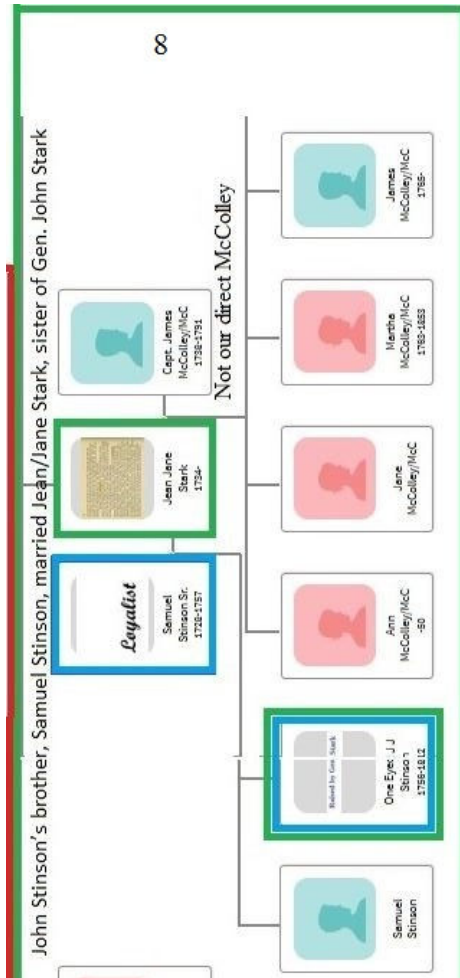 8
John Stinson's brother, Samuel Stinson, married Jean/Jane Stark, sister of Gen. John Stark
Loyalist
Samuel
Stinson Sr.
1728-1757
Jean Jane
Stark
1734-
Capt. James
McColley/McC
1738-1791
Not our direct McColley
Samuel
Stinson
Raised by Gen. Stark
One Eyec J J
Stinson
1756-1812
Ann
McColley/McC
-50
Jane
McColley/McC
Martha
McColley/McC
1763-1853
James
McColley/McC
1765-